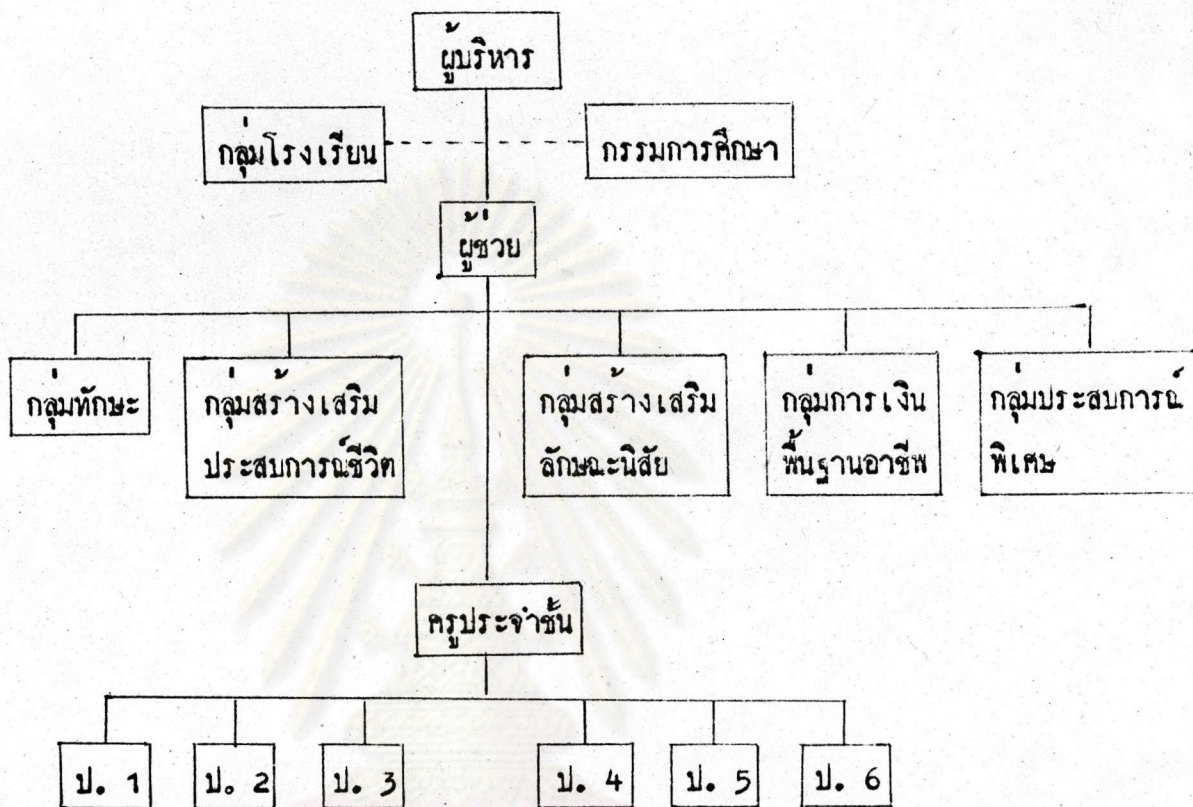 ผู้บริหาร
กลุ่มโรงเรียน
กรรมการศึกษา
ผู้ช่วย
กลุ่มทักษะ
กลุ่มสร้างเสริม
ประสบการณ์ชีวิต
กลุ่มสร้างเสริม
ลักษณะนิสัย
กลุ่มการเงิน
พื้นฐานอาชีพ
กลุ่มประสบการณ์
พิเศษ
ครูประจำชั้น
ป. 1
ป. 2
ป. 3
ป. 4
ป. 5
ป. 6